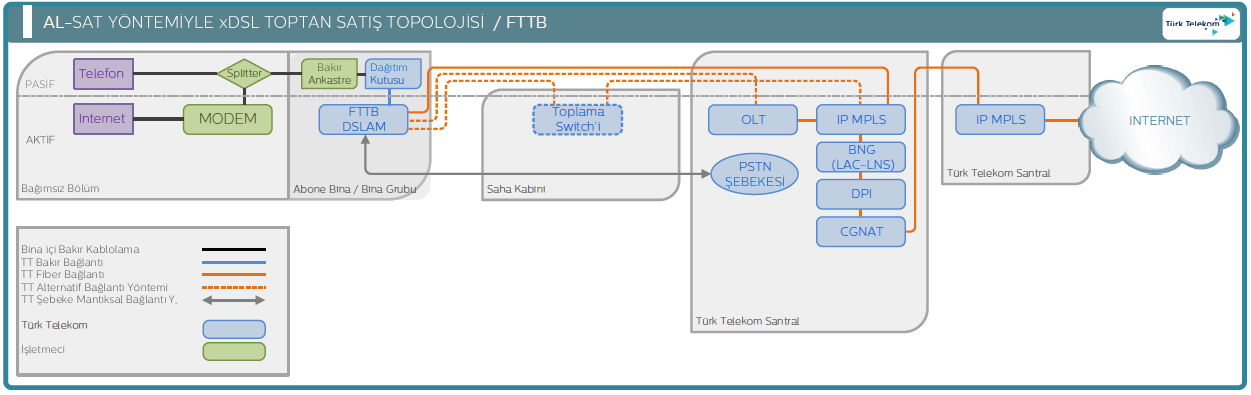 AL-SAT YÖNTEMİYLE xDSL TOPTAN SATIŞ TOPOLOJİSİ / FTTB
Türk Telekom
PASİF
Telefon
Splitter
Bakır
Ankastre
Dağıtım
Kutusu
AKTİF
Internet
MODEM
FTTB
DSLAM
Toplama
Switch'i
OLT
IP MPLS
IP MPLS
INTERNET
BNG
(LAC-LNS)
PSTN
ŞEBEKESİ
DPI
CGNAT
Bağımsız Bölüm
Abone Bina / Bina Grubu
Saha Kabini
Türk Telekom Santral
Türk Telekom Santral
Bina içi Bakır Kablolama
TT Bakır Bağlantı
TT Fiber Bağlantı
TT Alternatif Bağlantı Yöntemi
TT Şebeke Mantıksal Bağlantı Y.
Türk Telekom
İşletmeci